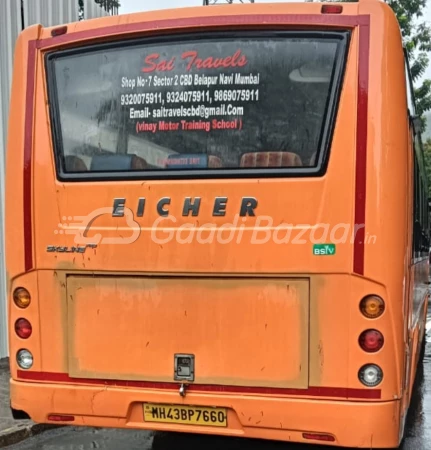 Sai Travels
Shop No-7 Sector 2 CBD Belapur Navi Mumbai
9320075911, 9324075911, 9869075911
Email:- saitravelscbd@gmail.Com
(Vinay Motor Training School)
EICHER
GaadiBazaar.in
SKYLINE
BSIV
MH43BP7660